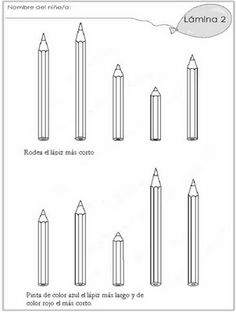 Nombre del niño/a:
Lámina 2
Rodea el lápiz más corto
Pinta de color azul el lápiz más largo y de
color rojo el más corto.